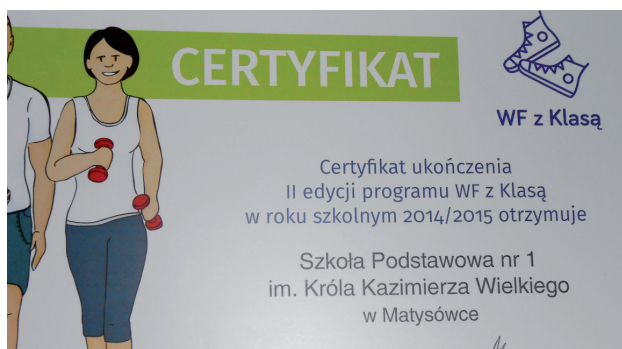 CERTYFIKAT
WF z Klasą
Certyfikat ukończenia
II edycji programu WF z Klasą
w roku szkolnym 2014/2015 otrzymuje
Szkoła Podstawowa nr 1
im. Króla Kazimierza Wielkiego
w Matysówce